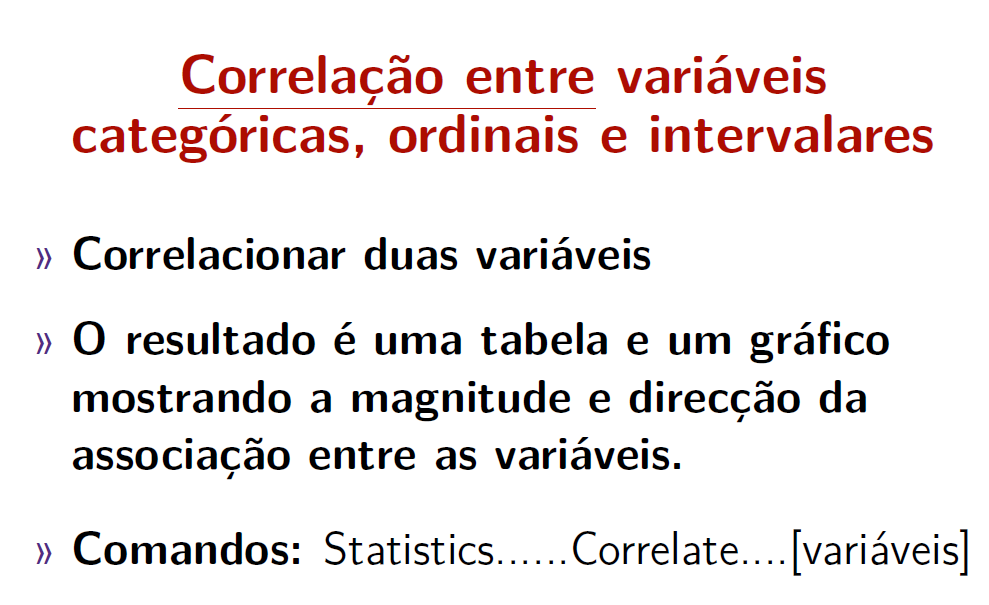 Correlação entre variáveis
categóricas, ordinais e intervalares
» Correlacionar duas variáveis
» O resultado é uma tabela e um gráfico
mostrando a magnitude e direcção da
associação entre as variáveis.
» Comandos: Statistics......Correlate....[variáveis]